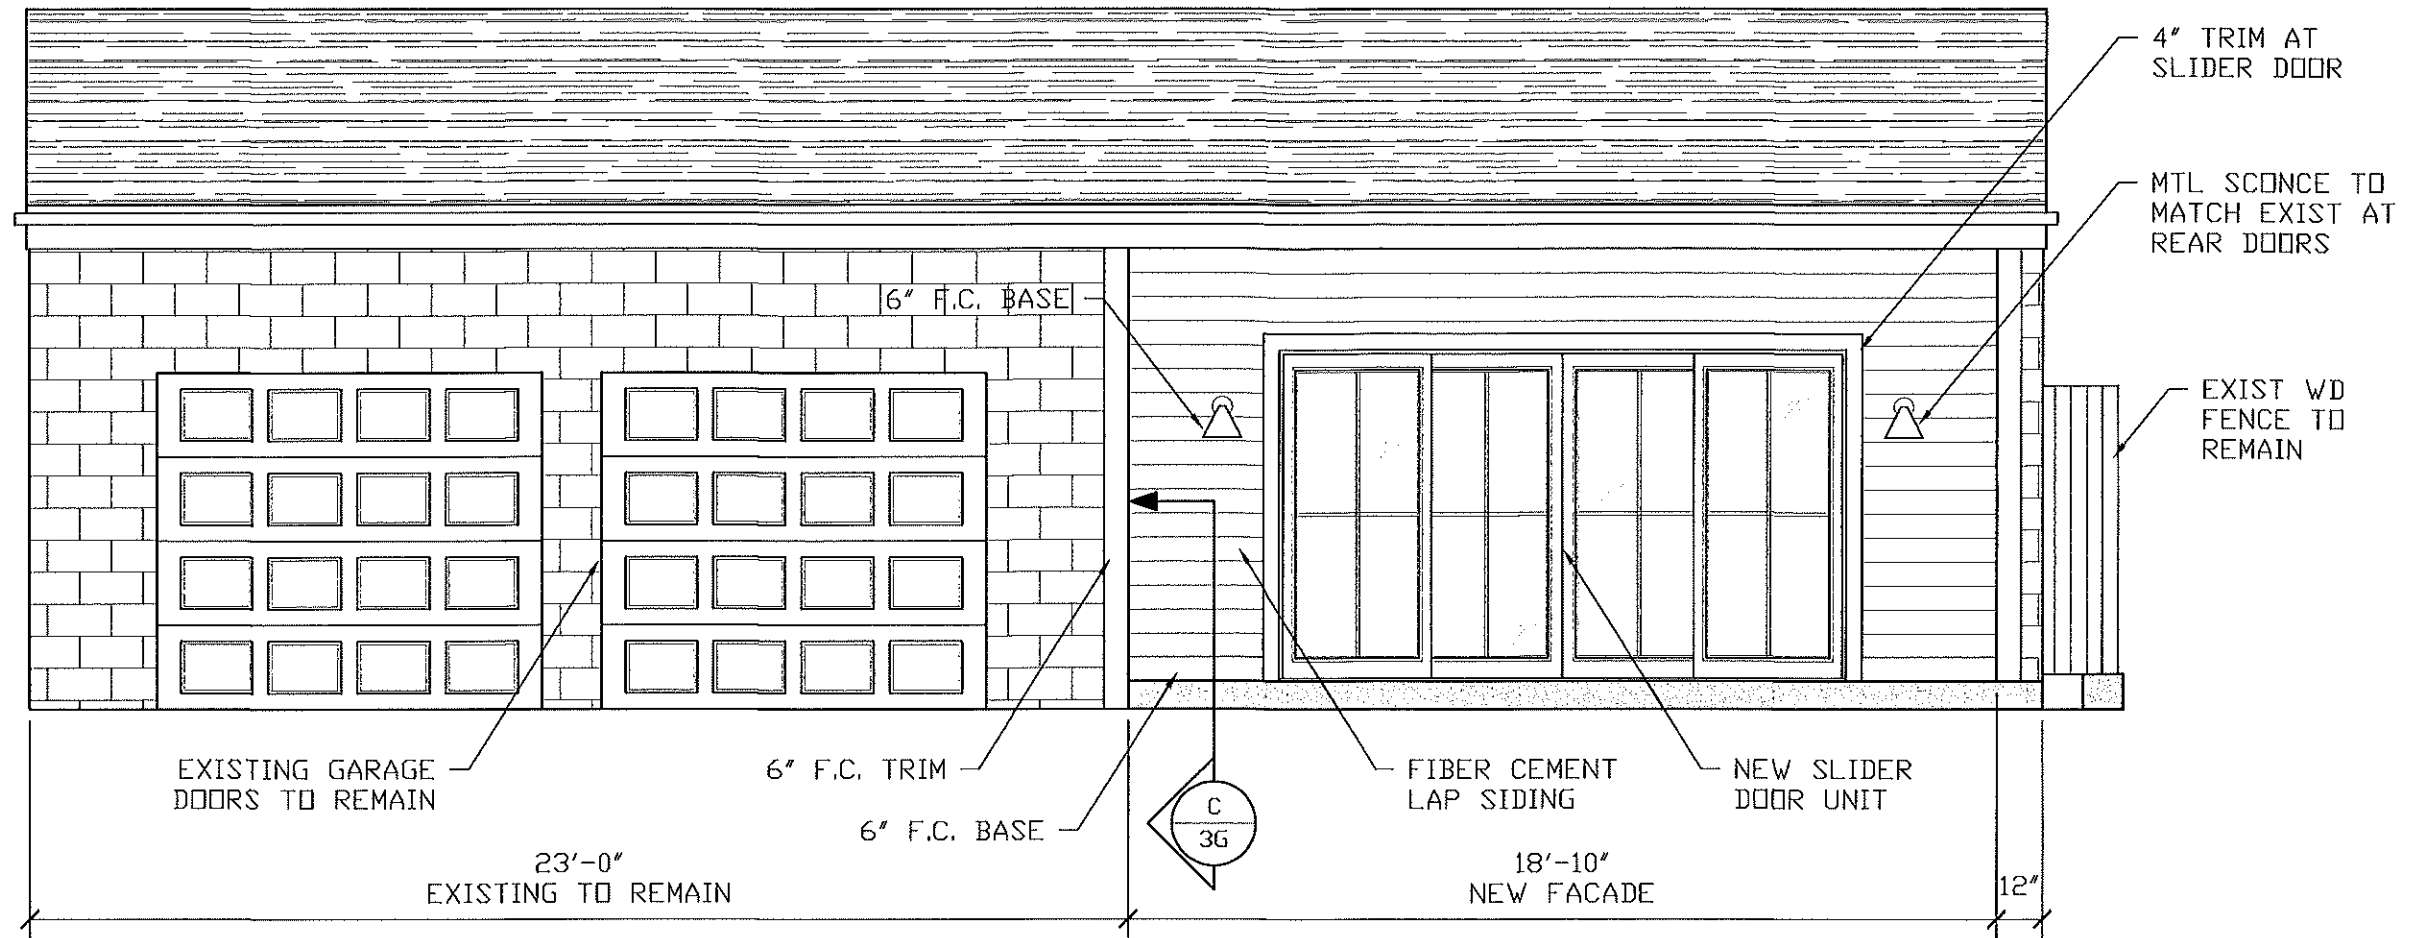 4" TRIM AT
SLIDER DOOR
MTL SCONCE TO
MATCH EXIST AT
REAR DOORS
6" F.C. BASE
EXIST WD
FENCE TO
REMAIN
EXISTING GARAGE
DOORS TO REMAIN
6" F.C. TRIM
6" F.C. BASE
FIBER CEMENT
LAP SIDING
NEW SLIDER
DOOR UNIT
C
3G
23'-0"
EXISTING TO REMAIN
18'-10"
NEW FACADE
12"